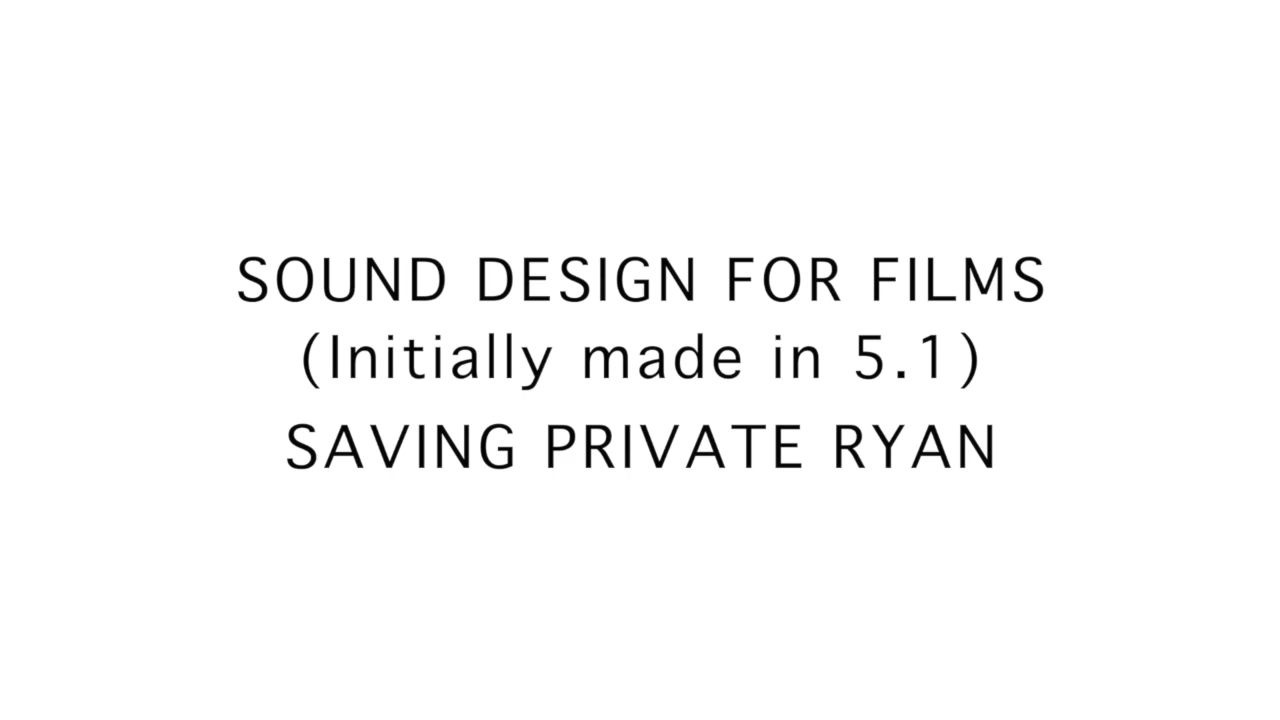 SOUND DESIGN FOR FILMS
(Initially made in 5.1)
SAVING PRIVATE RYAN